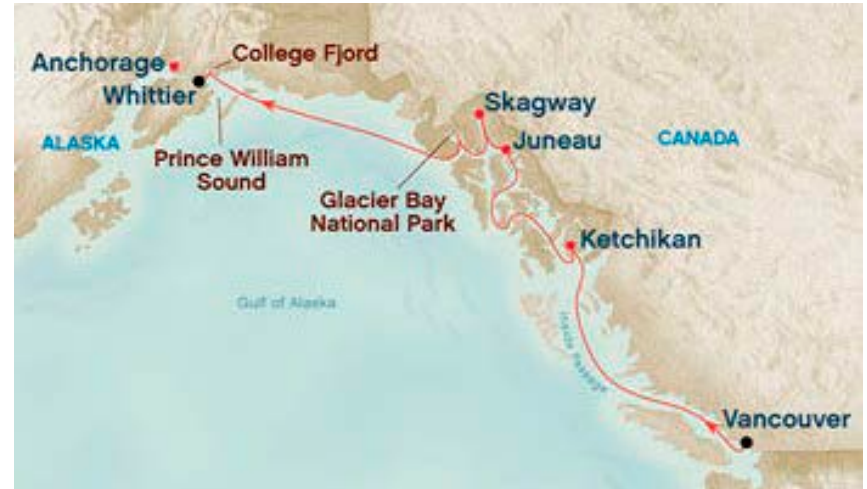 College Fjord
Anchorage
Whittier
Skagway
ALASKA
Juneau
CANADA
Prince William
Sound
Glacier Bay
National Park
Ketchikan
Gulf of Alaska
Inside Passage
Vancouver